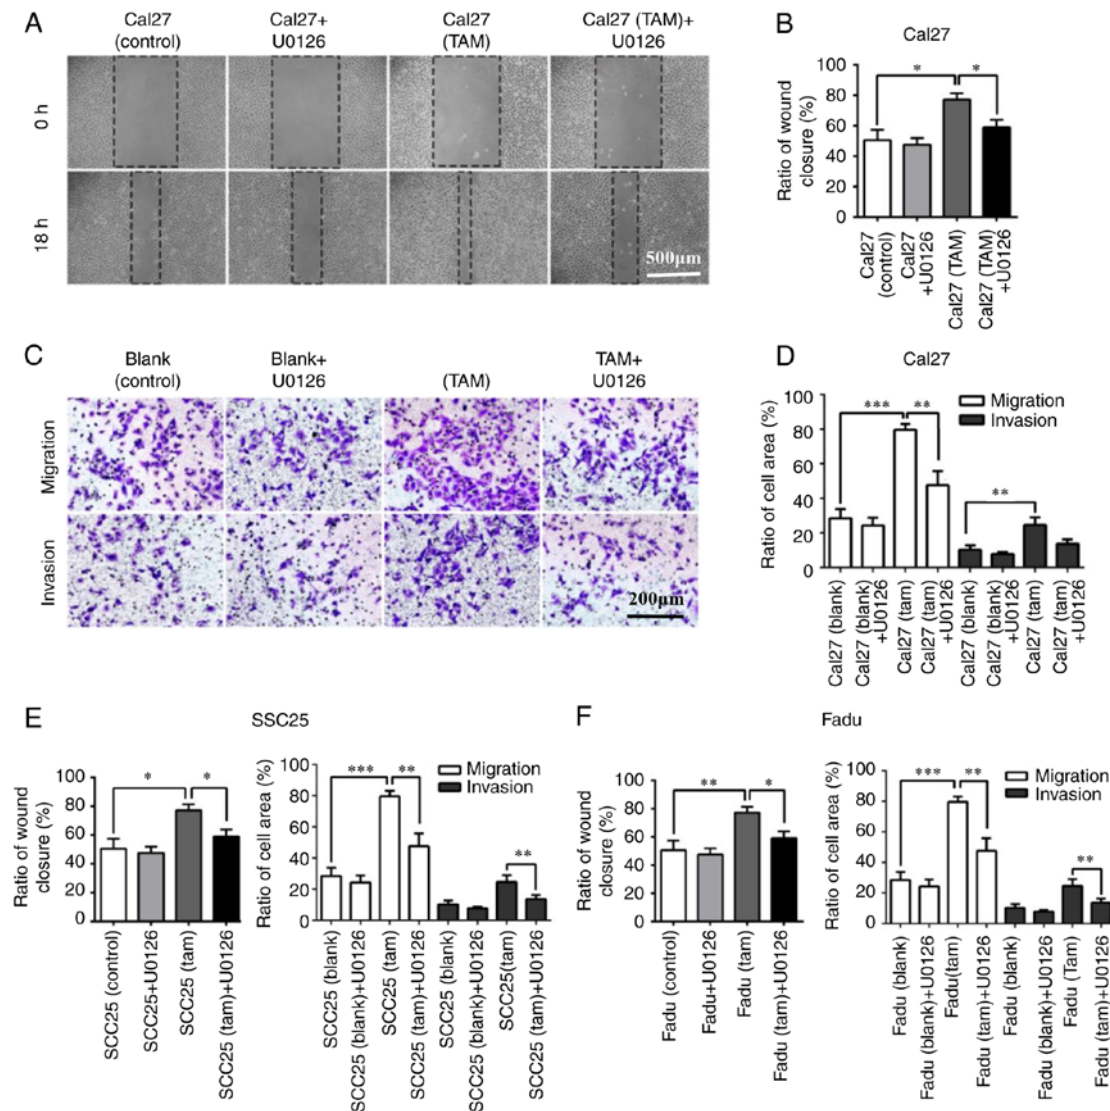 A
Cal27
(control)
Cal27+
U0126
Cal27
(TAM)
Cal27 (TAM)+
U0126
0 h
18 h
500μm
B
Cal27
Ratio of wound
closure (%)
100
80
60
40
20
0
*
*
Cal27
(control)
Cal27
+U0126
Cal27 (TAM)
Cal27 (TAM)
+U0126
C
Blank
(control)
Blank+
U0126
(TAM)
TAM+
U0126
Migration
Invasion
200μm
D
Cal27
Ratio of cell area (%)
100
80
60
40
20
0
***
**
**
Migration
Invasion
Cal27 (blank)
Cal27 (blank)
+U0126
Cal27 (tam)
Cal27 (tam)
+U0126
Cal27 (blank)
Cal27 (blank)
+U0126
Cal27 (tam)
Cal27 (tam)
+U0126
E
SSC25
Ratio of wound
closure (%)
100
80
60
40
20
0
*
*
SCC25 (control)
SCC25+U0126
SCC25 (tam)
SCC25 (tam)+U0126
Ratio of cell area (%)
100
80
60
40
20
0
***
**
**
Migration
Invasion
SCC25 (blank)
SCC25 (blank)+U0126
SCC25 (tam)
SCC25 (tam)+U0126
SCC25 (blank)
SCC25 (blank)+U0126
SCC25(tam)
SCC25 (tam)+U0126
F
Fadu
Ratio of wound
closure (%)
100
80
60
40
20
0
**
*
Fadu (control)
Fadu+U0126
Fadu (tam)
Fadu (tam)+U0126
Ratio of cell area (%)
100
80
60
40
20
0
***
**
**
Migration
Invasion
Fadu (blank)
Fadu (blank)+U0126
Fadu(tam)
Fadu (tam)+U0126
Fadu (blank)
Fadu (blank)+U0126
Fadu (Tam)
Fadu (tam)+U0126